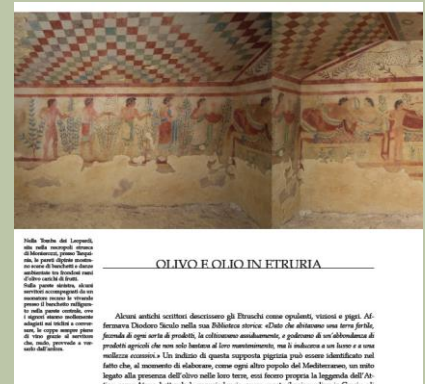 Nella Tomba dei Leopardi,
sita nella necropoli etrusca
di Monterozzi, presso Tarqui-
nia, le pareti dipinte mostra-
no scene di banchetti e danze
ambientate tra frondosi rami
d'olivo carichi di frutti.
Sulla parete sinistra, alcuni
servitori accompagnati da un
suonatore recano le vivande
presso il banchetto raffigura-
to nella parete centrale, ove
i signori stanno mollemente
adagiati sui triclini a conver-
sare, le coppe sempre piene
di vino grazie al servitore
che, nudo, provvede a ver-
sarlo dall'anfora.
OLIVO E OLIO IN ETRURIA
Alcuni antichi scrittori descrissero gli Etruschi come opulenti, viziosi e pigri. Af-
fermava Diodoro Siculo nella sua Biblioteca storica: «Dato che abitavano una terra fertile,
fecunda di ogni sorta di prodotti, la coltivavano assiduamente, e godevano di un'abbondanza di
prodotti agricoli che non solo bastava al loro mantenimento, ma li induceva a un lusso e a una
mollezza eccessivi.» Un indizio di questa supposta pigrizia può essere identificato nel
fatto che, al momento di elaborare, come ogni altro popolo del Mediterraneo, un mito
legato alla presenza dell'olivo nelle loro terre, essi fecero propria la leggenda dell'At-